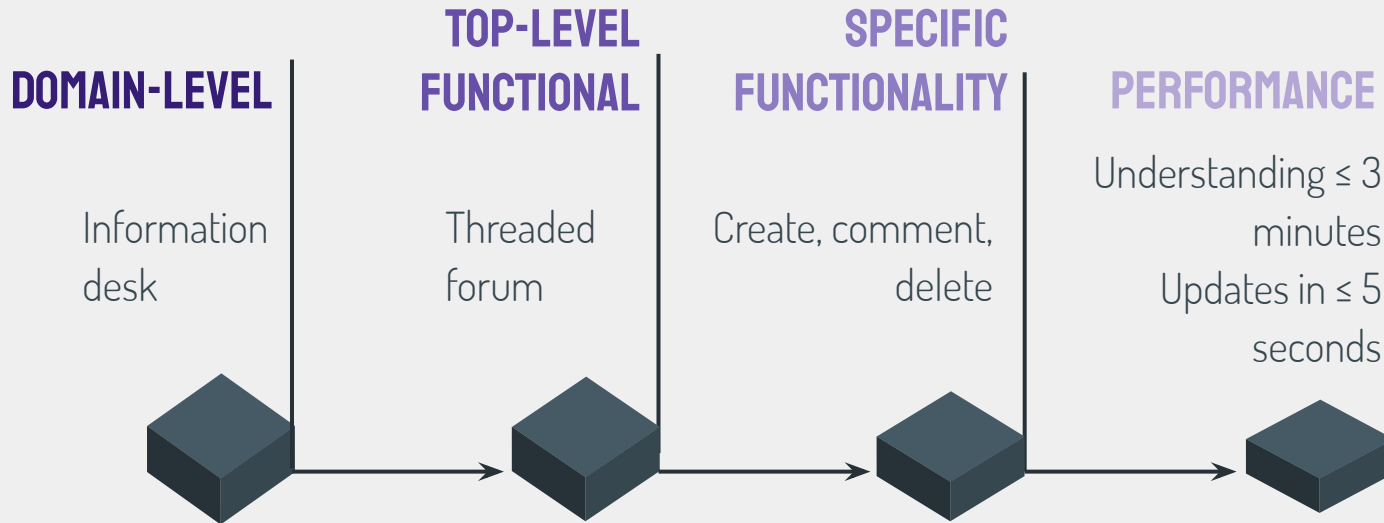 DOMAIN-LEVEL
Information
desk
TOP-LEVEL
FUNCTIONAL
Threaded
forum
SPECIFIC
FUNCTIONALITY
Create, comment,
delete
PERFORMANCE
Understanding ≤ 3
minutes
Updates in ≤ 5
seconds